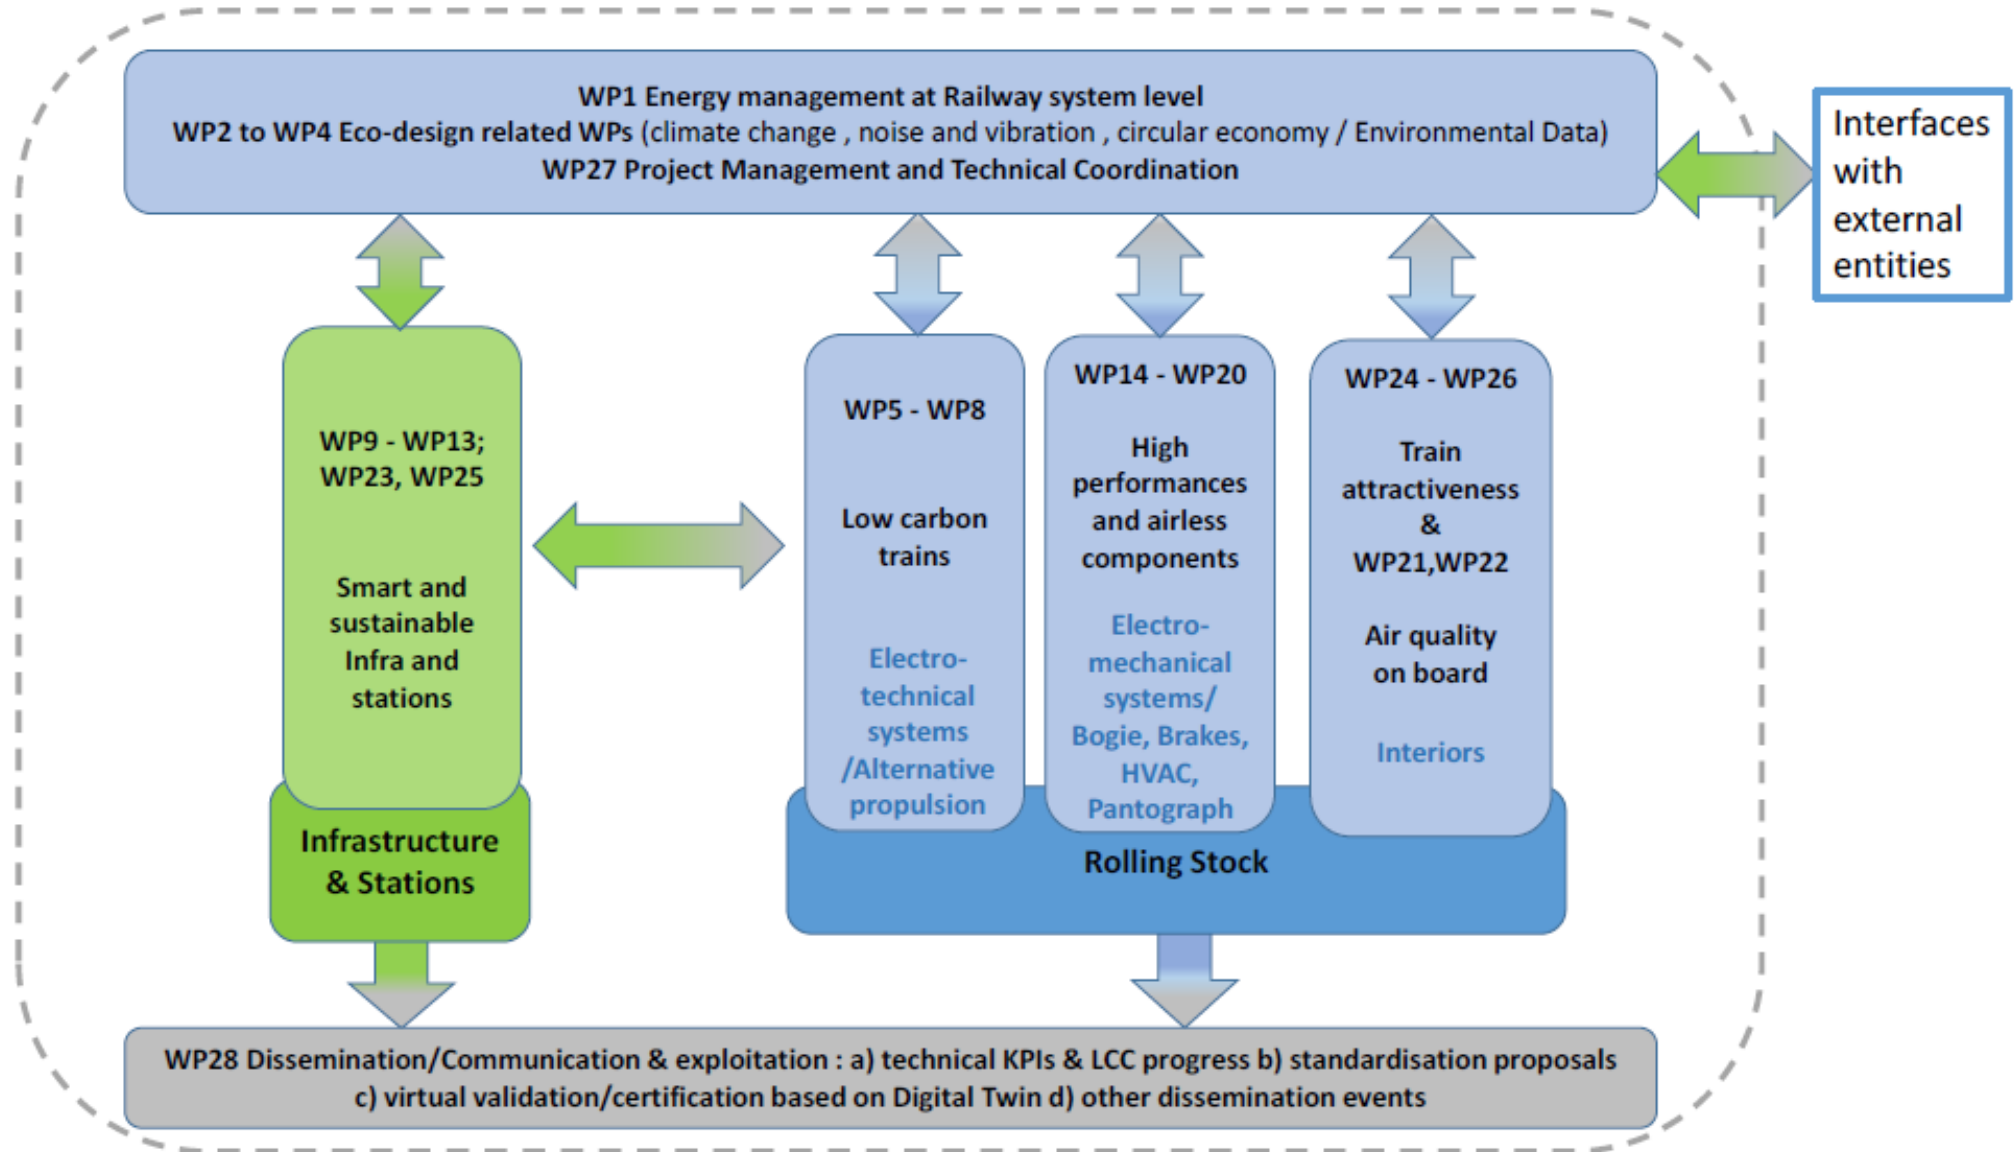 WP1 Energy management at Railway system level
WP2 to WP4 Eco-design related WPs (climate change , noise and vibration , circular economy / Environmental Data)
WP27 Project Management and Technical Coordination
Interfaces
with
external
entities
WP9 - WP13;
WP23, WP25
Smart and
sustainable
Infra and
stations
Infrastructure
& Stations
WP5 - WP8
Low carbon
trains
Electro-
technical
systems
/Alternative
propulsion
WP14 - WP20
High
performances
and airless
components
Electro-
mechanical
systems/
Bogie, Brakes,
HVAC,
Pantograph
WP24 - WP26
Train
attractiveness
&
WP21,WP22
Air quality
on board
Interiors
Rolling Stock
WP28 Dissemination/Communication & exploitation : a) technical KPIs & LCC progress b) standardisation proposals
c) virtual validation/certification based on Digital Twin d) other dissemination events